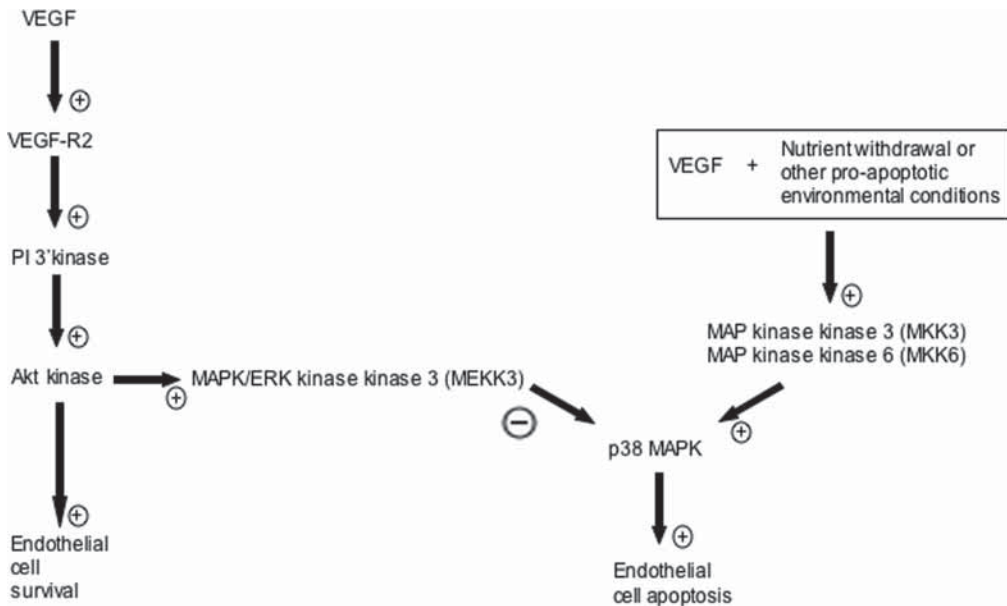 VEGF
+
VEGF-R2
+
PI 3'kinase
+
Akt kinase
+
MAPK/ERK kinase kinase 3 (MEKK3)
−
+
Endothelial
cell
survival
VEGF + Nutrient withdrawal or
other pro-apoptotic
environmental conditions
+
MAP kinase kinase 3 (MKK3)
MAP kinase kinase 6 (MKK6)
+
p38 MAPK
+
Endothelial
cell apoptosis